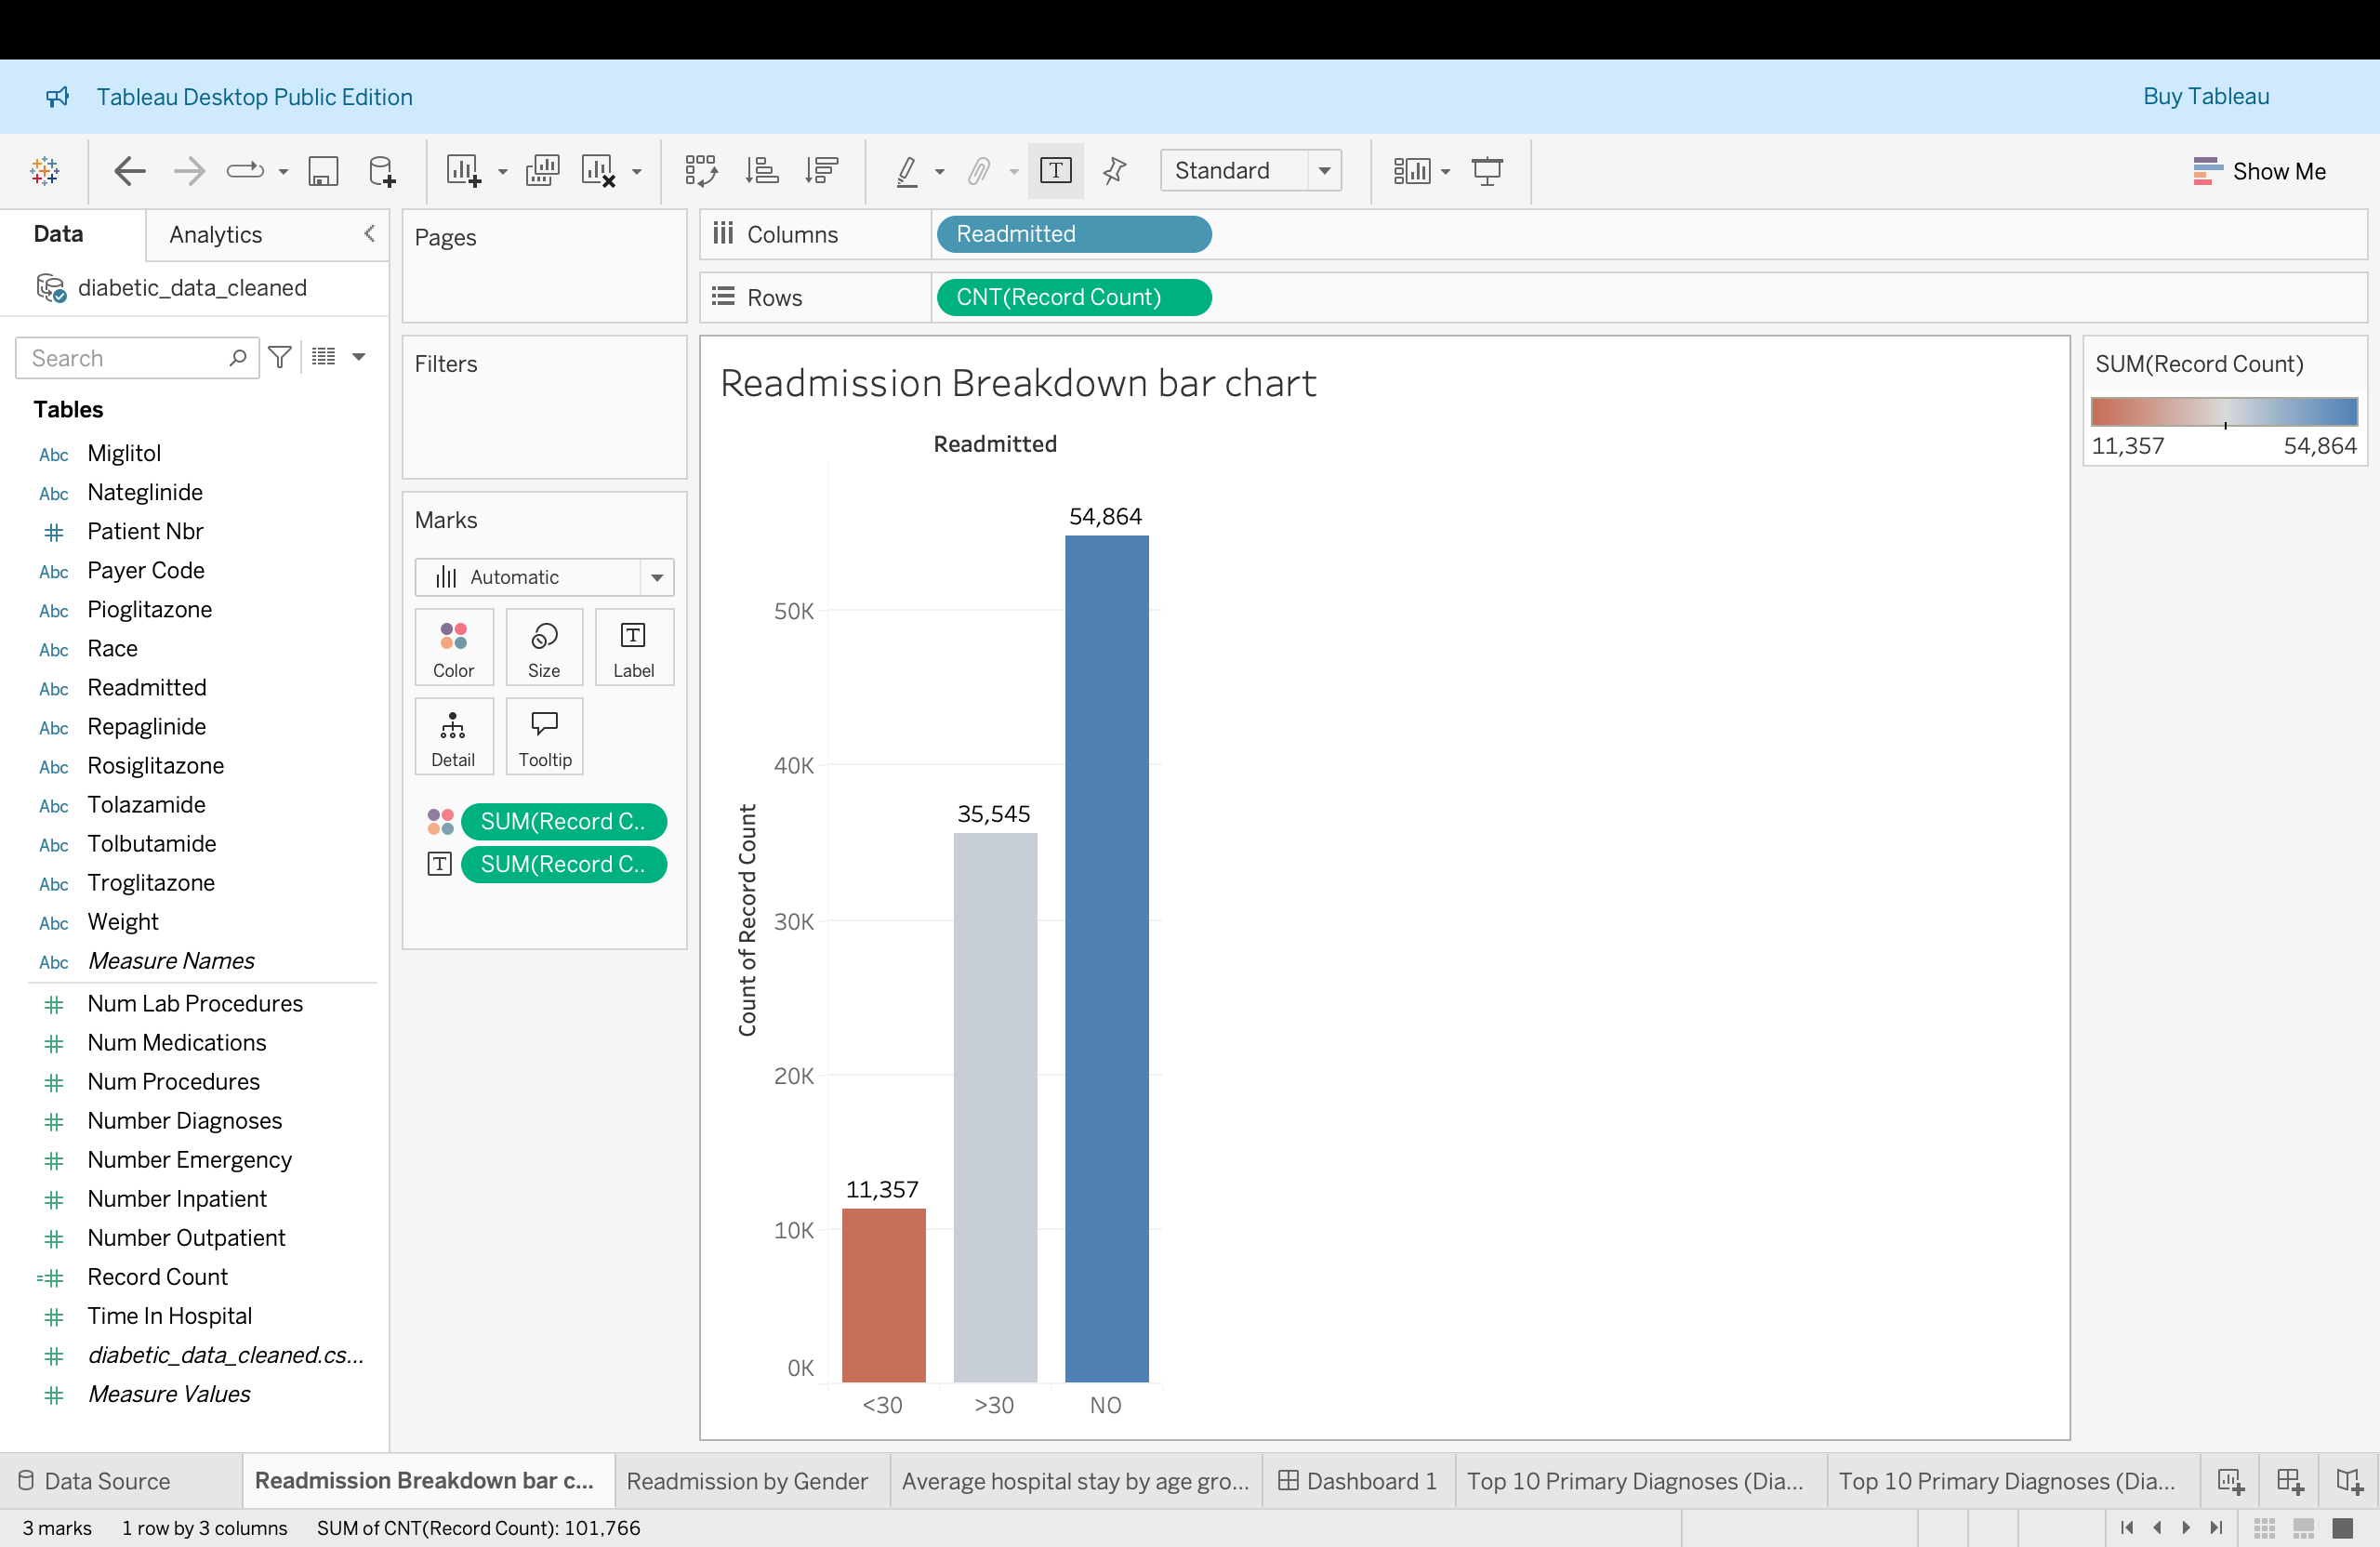 Tableau Desktop Public Edition
Buy Tableau
Standard
Show Me
Data
Analytics
diabetic_data_cleaned
Search
Tables
Abc Miglitol
Abc Nateglinide
# Patient Nbr
Abc Payer Code
Abc Pioglitazone
Abc Race
Abc Readmitted
Abc Repaglinide
Abc Rosiglitazone
Abc Tolazamide
Abc Tolbutamide
Abc Troglitazone
Abc Weight
Abc Measure Names
# Num Lab Procedures
# Num Medications
# Num Procedures
# Number Diagnoses
# Number Emergency
# Number Inpatient
# Number Outpatient
=# Record Count
# Time In Hospital
# diabetic_data_cleaned.cs...
# Measure Values
Pages
Filters
Marks
Automatic
Color
Size
T
Label
Detail
Tooltip
SUM(Record C..
T SUM(Record C..
Columns
Readmitted
Rows
CNT(Record Count)
Readmission Breakdown bar chart
Readmitted
Count of Record Count
50K
40K
30K
20K
10K
0K
11,357
35,545
54,864
<30
>30
NO
SUM(Record Count)
11,357
54,864
Data Source
Readmission Breakdown bar c...
Readmission by Gender
Average hospital stay by age gro...
Dashboard 1
Top 10 Primary Diagnoses (Dia...
Top 10 Primary Diagnoses (Dia...
3 marks
1 row by 3 columns
SUM of CNT(Record Count): 101,766